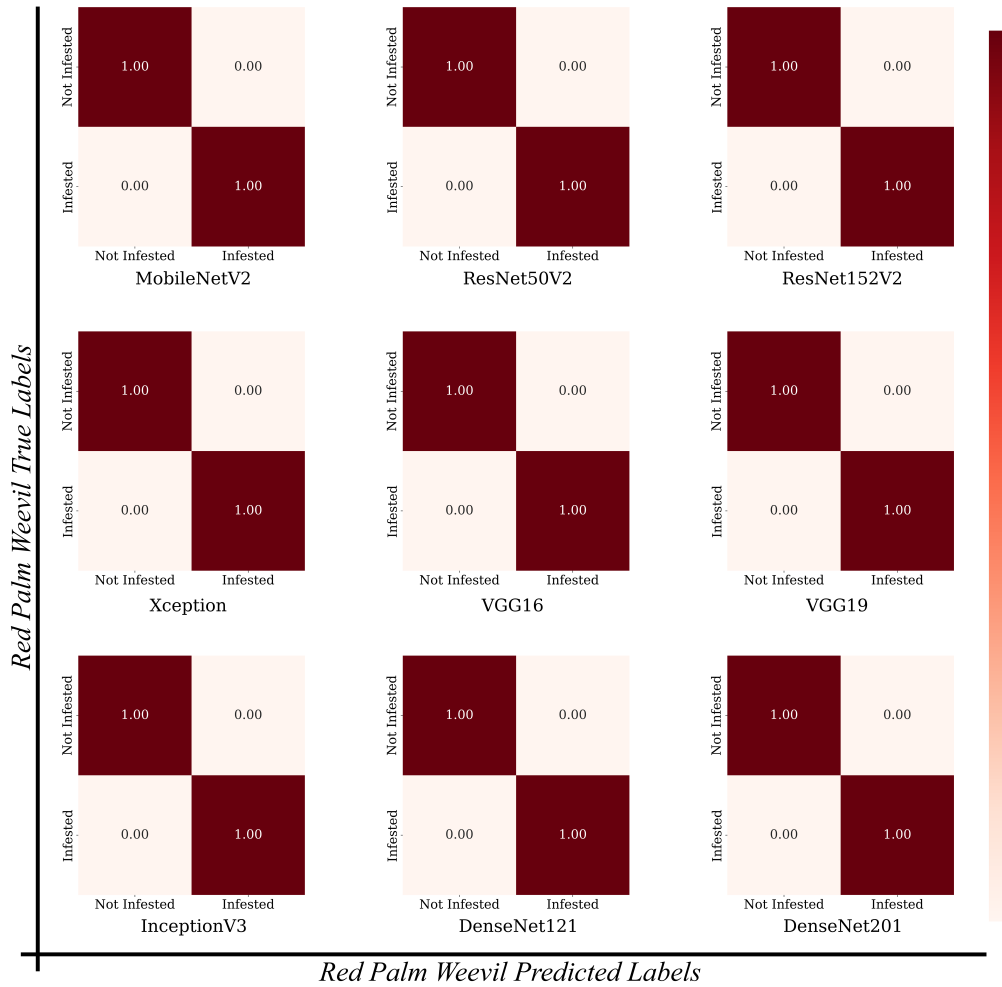 Red Palm Weevil True Labels
Not Infested
1.00 0.00
Infested
0.00 1.00
Not Infested Infested
MobileNetV2
Not Infested
1.00 0.00
Infested
0.00 1.00
Not Infested Infested
ResNet50V2
Not Infested
1.00 0.00
Infested
0.00 1.00
Not Infested Infested
ResNet152V2
Not Infested
1.00 0.00
Infested
0.00 1.00
Not Infested Infested
Xception
Not Infested
1.00 0.00
Infested
0.00 1.00
Not Infested Infested
VGG16
Not Infested
1.00 0.00
Infested
0.00 1.00
Not Infested Infested
VGG19
Not Infested
1.00 0.00
Infested
0.00 1.00
Not Infested Infested
InceptionV3
Not Infested
1.00 0.00
Infested
0.00 1.00
Not Infested Infested
DenseNet121
Not Infested
1.00 0.00
Infested
0.00 1.00
Not Infested Infested
DenseNet201
Red Palm Weevil Predicted Labels